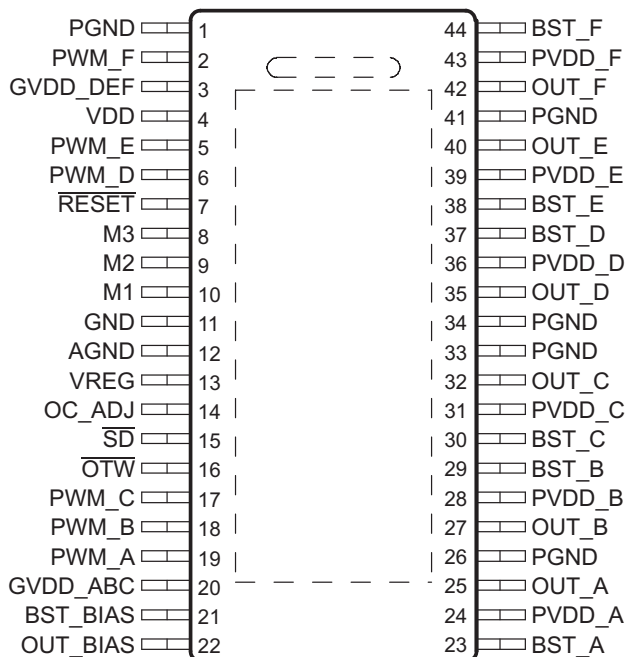 PGND 1 44 BST_F
PWM_F 2 43 PVDD_F
GVDD_DEF 3 42 OUT_F
VDD 4 41 PGND
PWM_E 5 40 OUT_E
PWM_D 6 39 PVDD_E
RESET 7 38 BST_E
M3 8 37 BST_D
M2 9 36 PVDD_D
M1 10 35 OUT_D
GND 11 34 PGND
AGND 12 33 PGND
VREG 13 32 OUT_C
OC_ADJ 14 31 PVDD_C
SD 15 30 BST_C
OTW 16 29 BST_B
PWM_C 17 28 PVDD_B
PWM_B 18 27 OUT_B
PWM_A 19 26 PGND
GVDD_ABC 20 25 OUT_A
BST_BIAS 21 24 PVDD_A
OUT_BIAS 22 23 BST_A